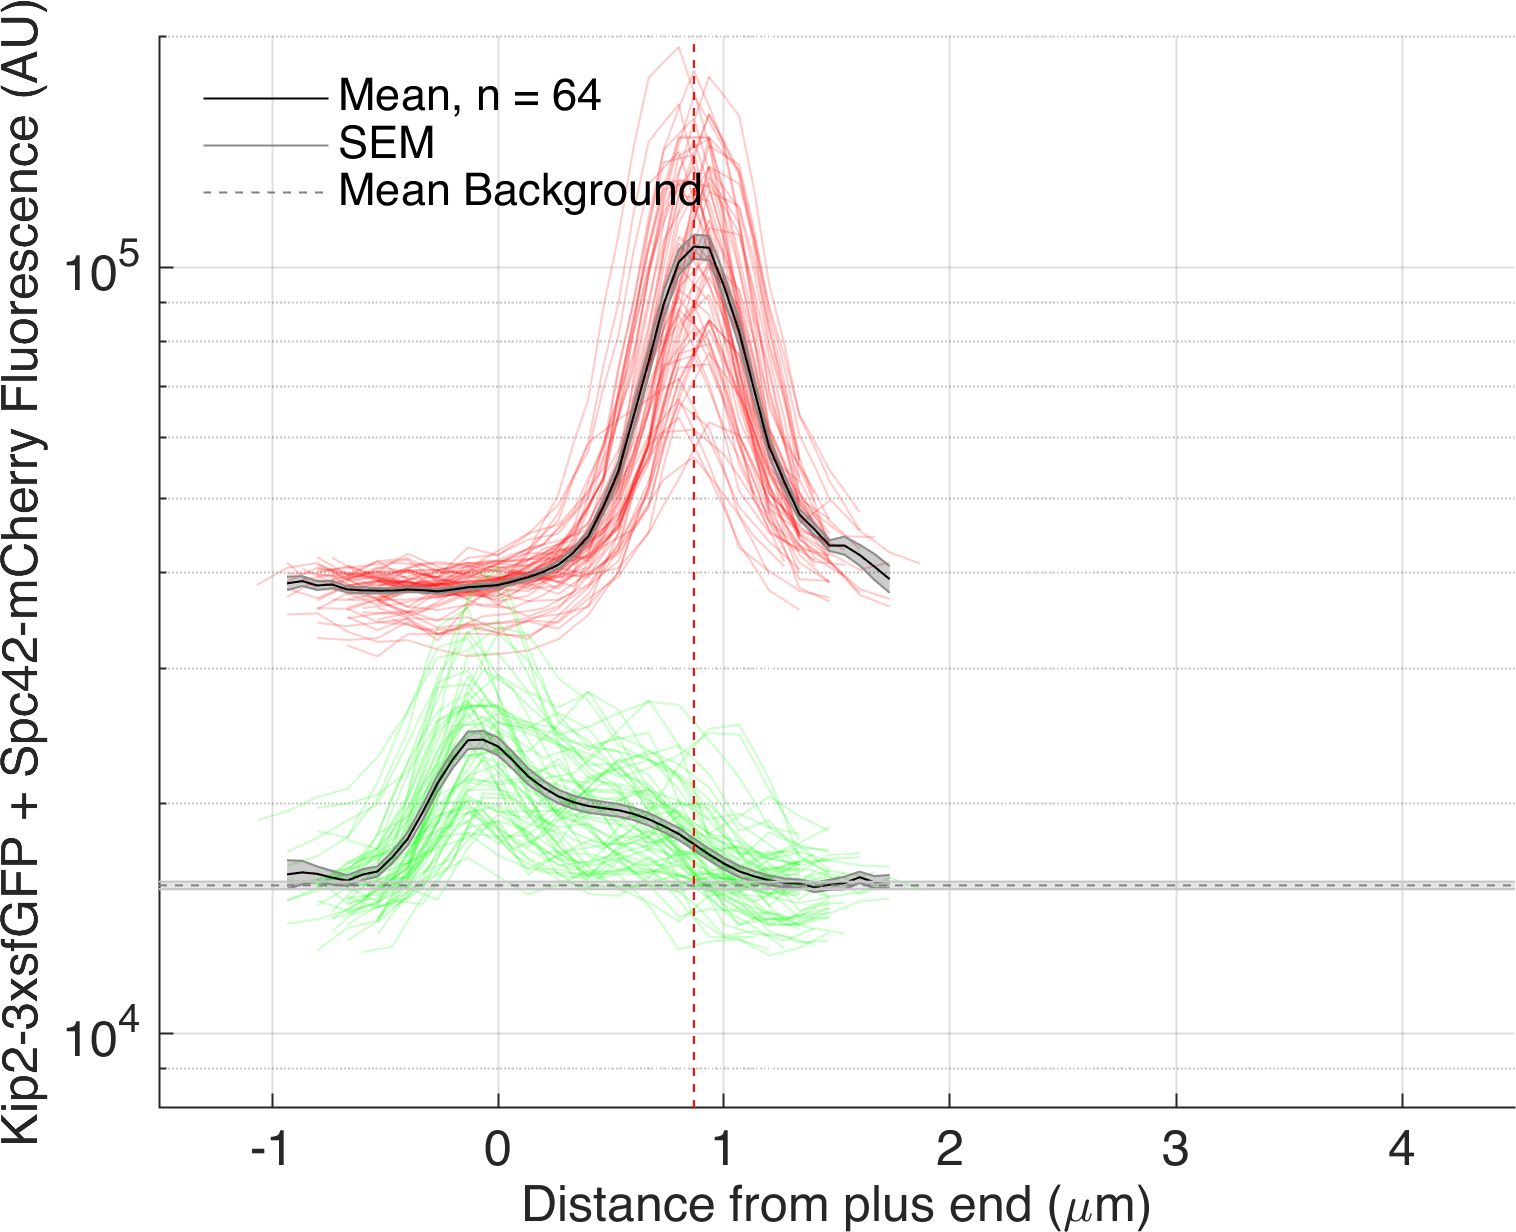 Kip2-3xsfGFP + Spc42-mCherry Fluorescence (AU)
Mean, n = 64
SEM
Mean Background
10^5
10^4
-1 0 1 2 3 4
Distance from plus end (μm)